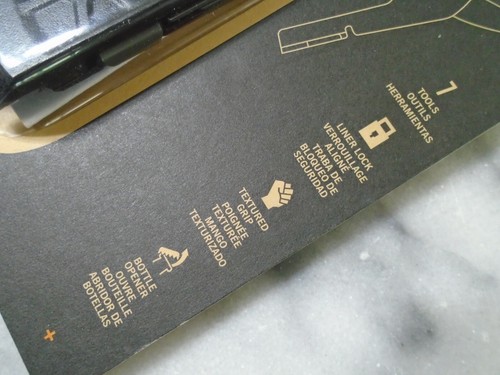 7
TOOLS
OUTILS
HERRAMIENTAS
LINER LOCK
VERROUILLAGE
ALIGNÉ
TRABA DE
BLOQUEO DE
SEGURIDAD
TEXTURED
GRIP
POIGNÉE
TEXTURÉE
MANGO
TEXTURIZADO
BOTTLE
OPENER
OUVRE
BOUTEILLE
ABRIDOR DE
BOTELLAS